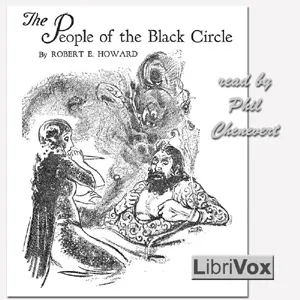 The People of the Black Circle
By ROBERT E. HOWARD
read by
Phil
Chenevert
LibriVox